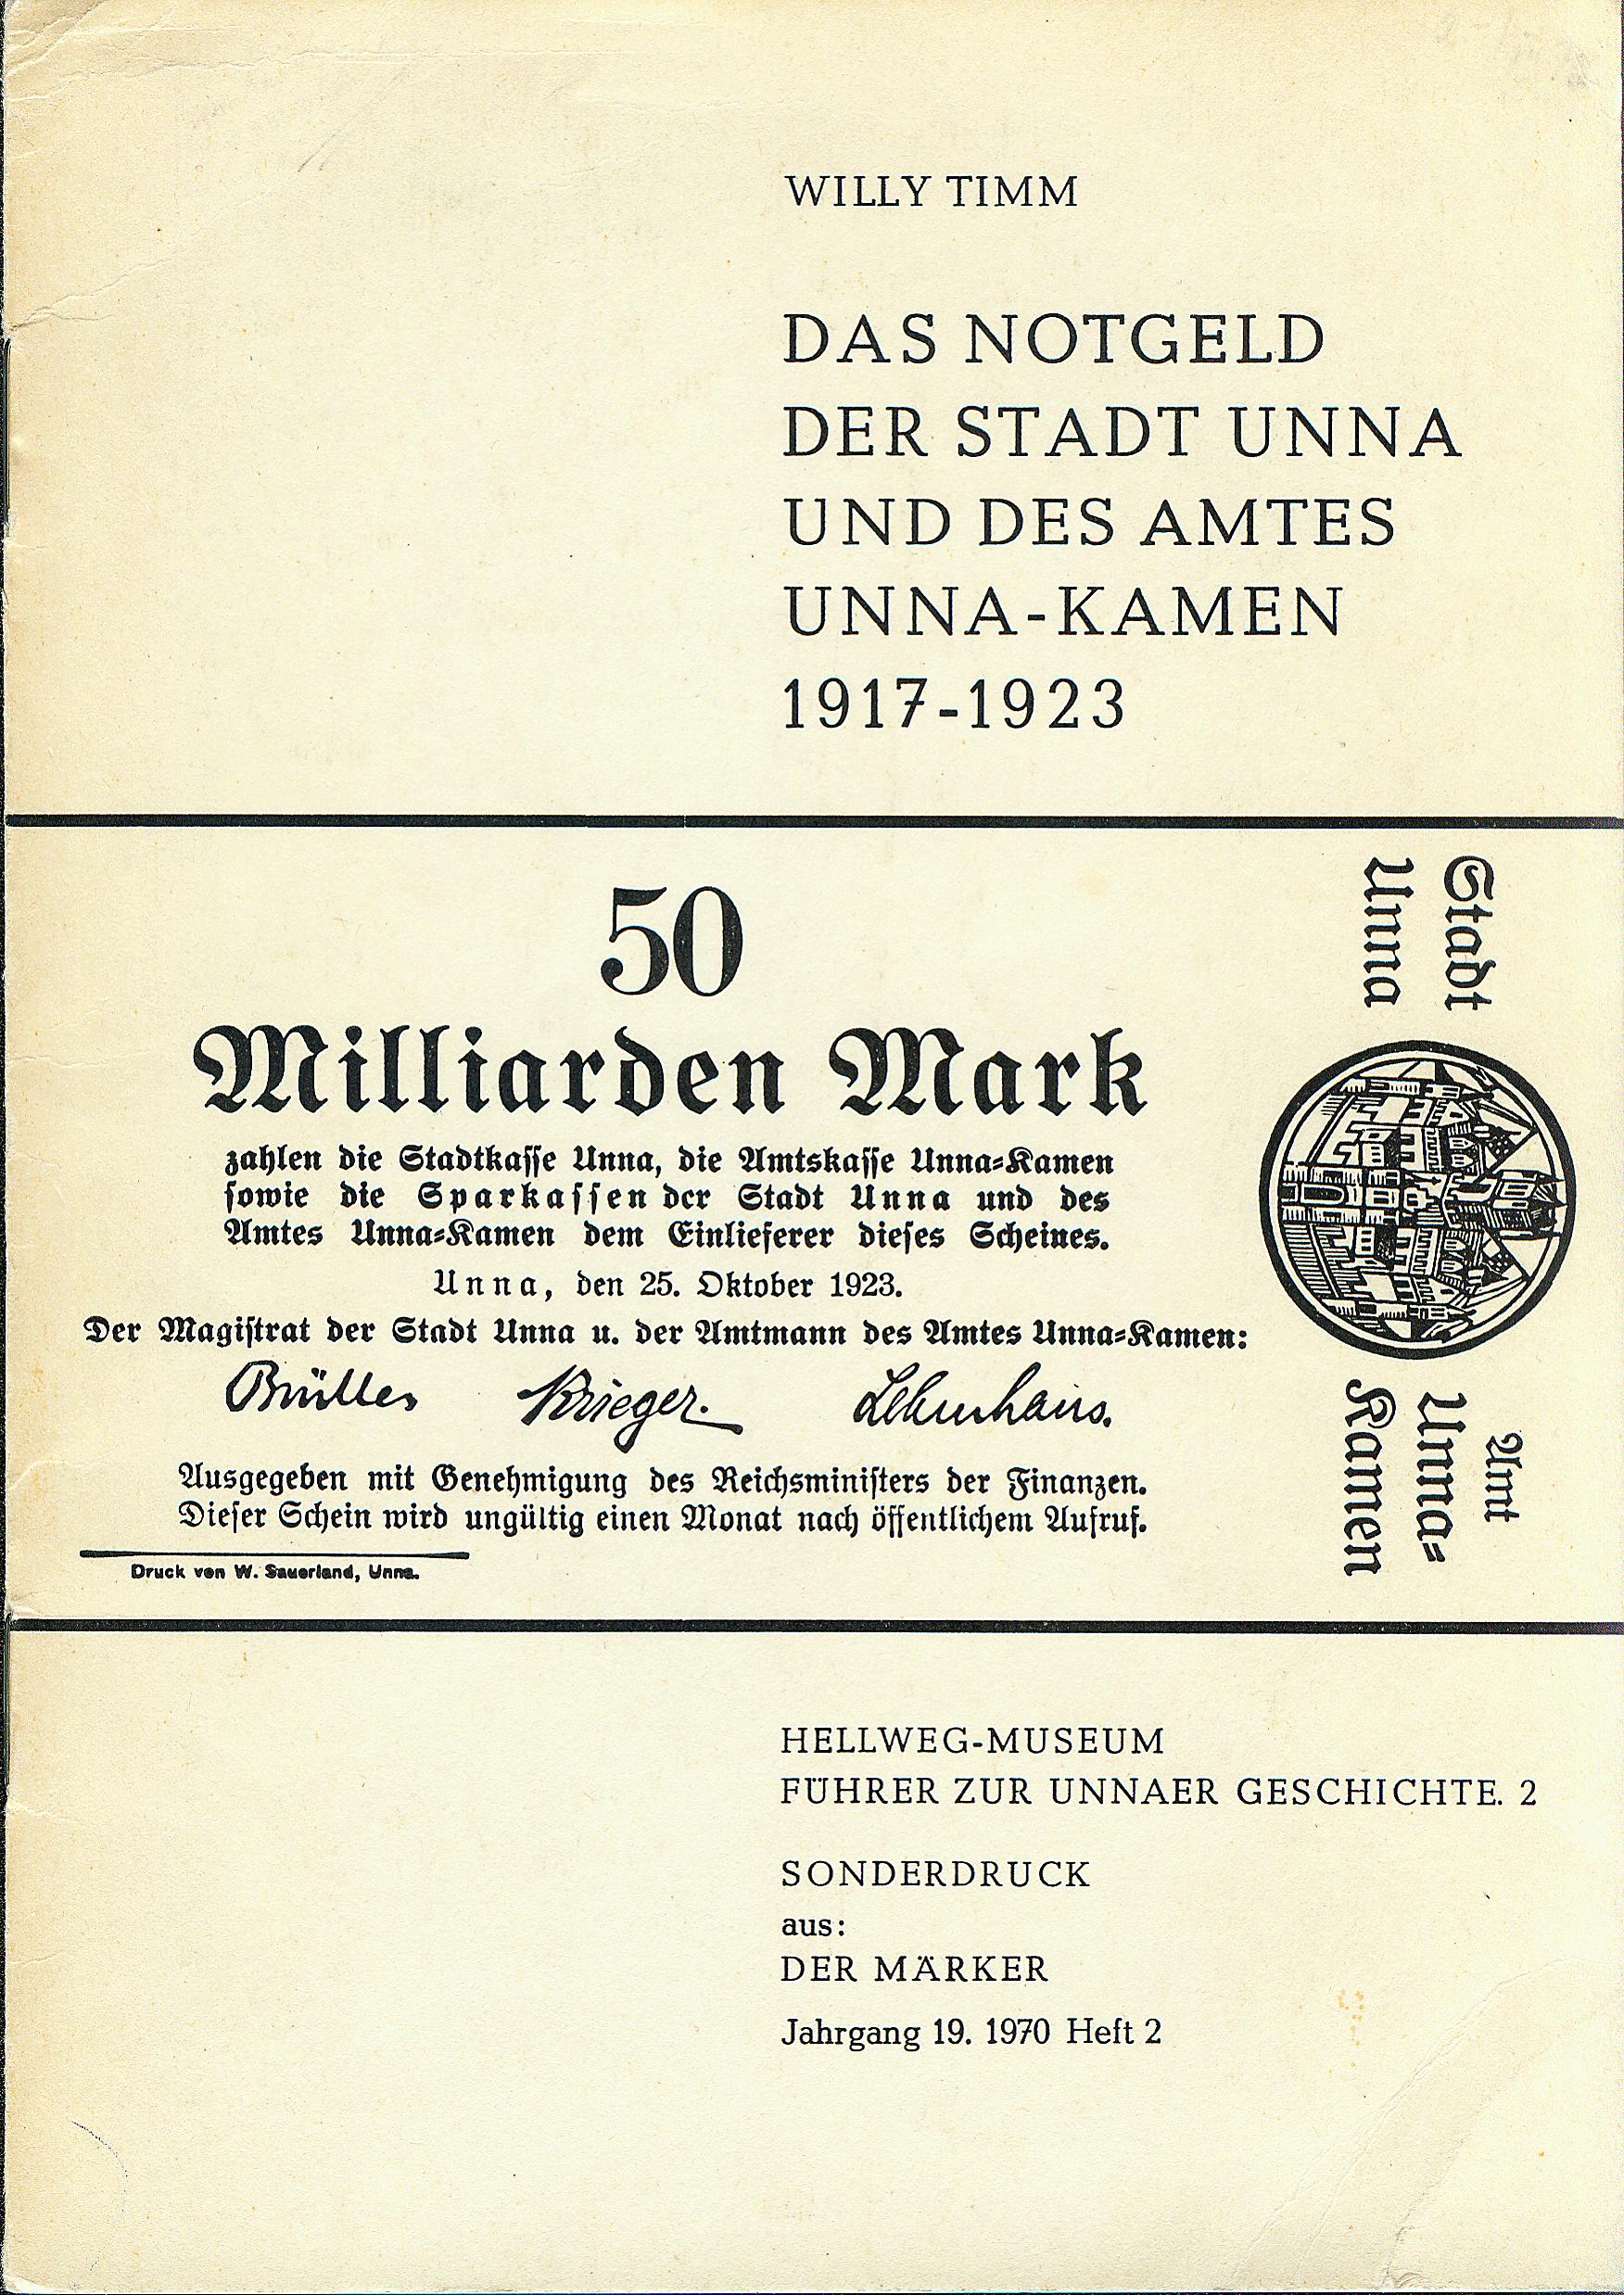 WILLY TIMM
DAS NOTGELD
DER STADT UNNA
UND DES AMTES
UNNA-KAMEN
1917-1923
50
Milliarden Mark
zahlen die Stadtkasse Unna, die Amtskasse Unna-Kamen
sowie die Sparkassen der Stadt Unna und des
Amtes Unna-Kamen dem Einlieferer dieses Scheines.
Unna, den 25. Oktober 1923.
Der Magistrat der Stadt Unna u. der Amtmann des Amtes Unna-Kamen:
Krieger.
Ausgegeben mit Genehmigung des Reichsministers der Finanzen.
Dieser Schein wird ungültig einen Monat nach öffentlichem Aufruf.
Druck von W. Sauerland, Unna.
Stadt
Unna
Amt
Unna-
Kamen
HELLWEG-MUSEUM
FÜHRER ZUR UNNAER GESCHICHTE. 2
SONDERDRUCK
aus:
DER MÄRKER
Jahrgang 19. 1970 Heft 2